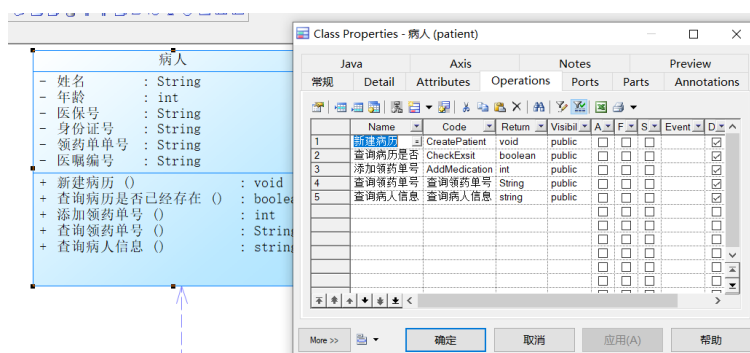 病人
- 姓名 : String
- 年龄 : int
- 医保号 : String
- 身份证号 : String
- 领药单单号 : String
- 医嘱编号 : String
+ 新建病历 () : void
+ 查询病历是否已经存在 () : boolea
+ 添加领药单号 () : int
+ 查询领药单号 () : String
+ 查询病人信息 () : string
Class Properties - 病人 (patient)
Java Axis Notes Preview
常规 Detail Attributes Operations Ports Parts Annotations
Name Code Return Visibil A F S Event D
1 新建病历 CreatePatient void public
2 查询病历是否 CheckExsit boolean public
3 添加领药单号 AddMedication int public
4 查询领药单号 查询领药单号 String public
5 查询病人信息 查询病人信息 string public
More >> 确定 取消 应用(A) 帮助